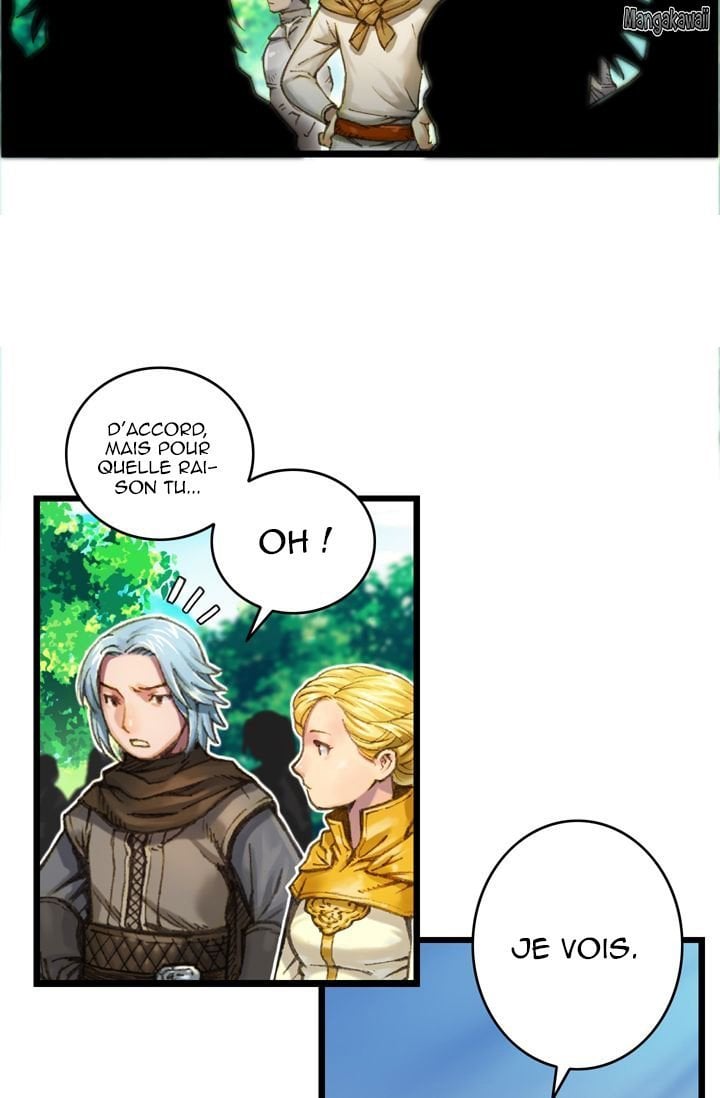 Mangakawaii
D'ACCORD,
MAIS POUR
QUELLE RAI-
SON TU...
OH !
JE VOIS.